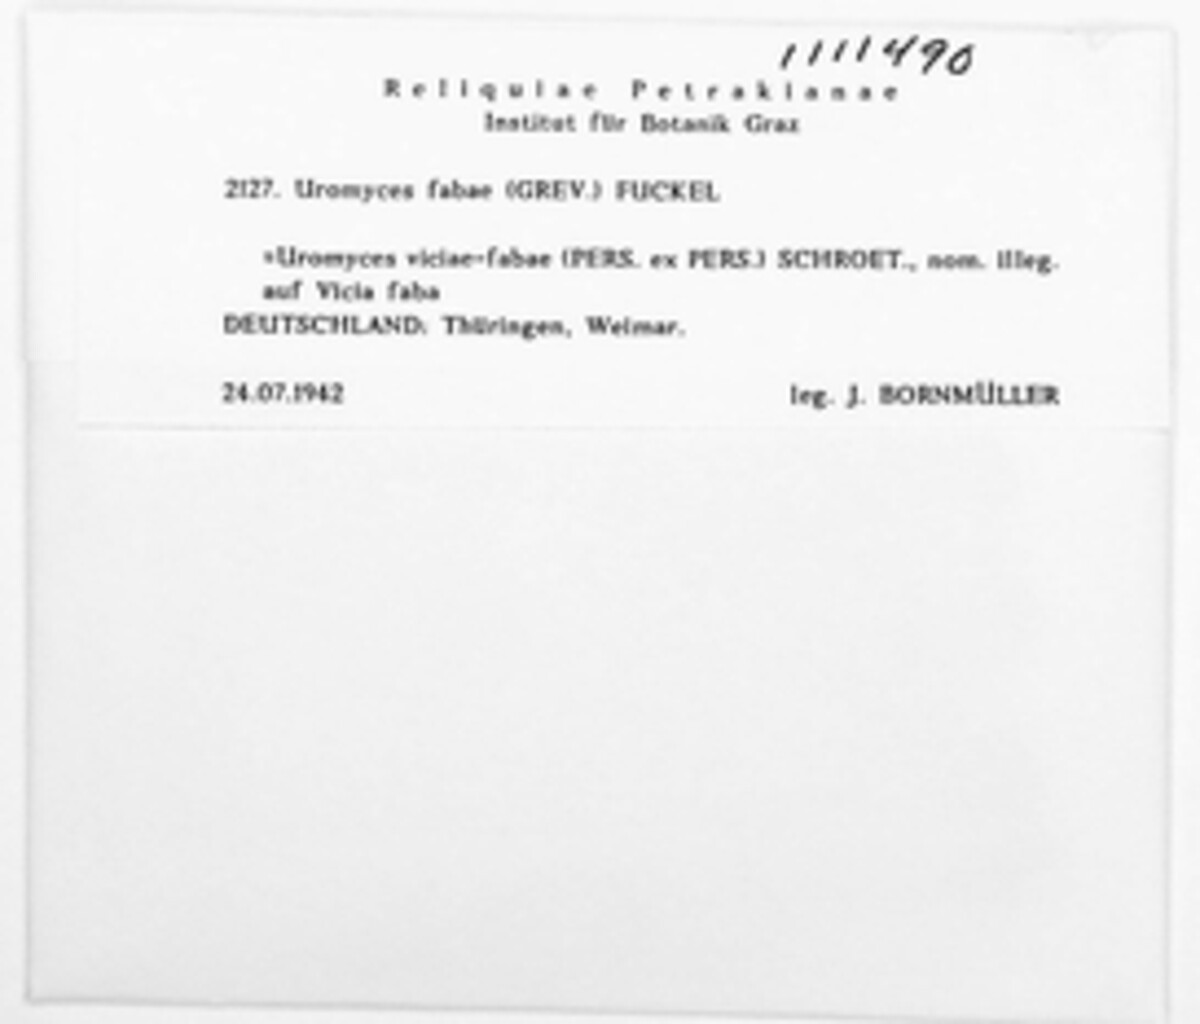 1111490
Reliquiae Petrakianae
Institut für Botanik Graz
2127. Uromyces fabae (GREV.) FUCKEL
=Uromyces viciae-fabae (PERS. ex PERS.) SCHROET., nom. illeg.
auf Vicia faba
DEUTSCHLAND: Thüringen, Weimar.
24.07.1942 leg. J. BORNMÜLLER